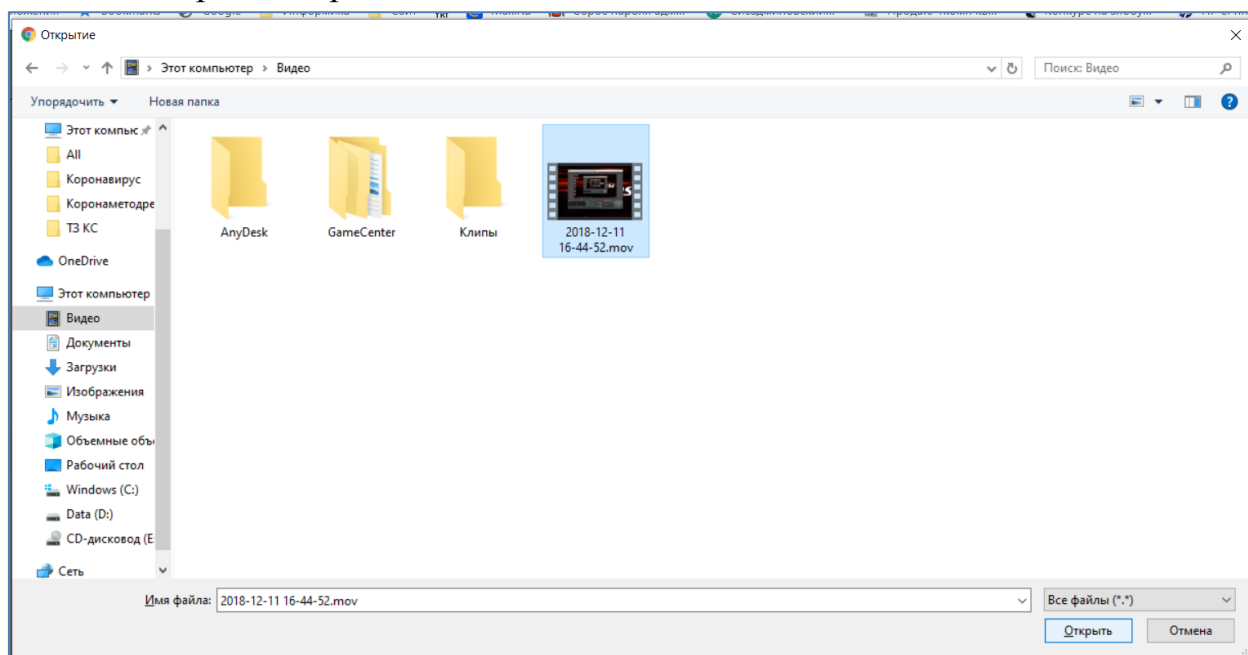 Открытие
Этот компьютер › Видео
Поиск: Видео
Упорядочить
Новая папка
Этот компьс
All
Коронавирус
Коронаметодре
ТЗ КС
OneDrive
Этот компьютер
Видео
Документы
Загрузки
Изображения
Музыка
Объемные объ
Рабочий стол
Windows (C:)
Data (D:)
CD-дисковод (E
Сеть
AnyDesk
GameCenter
Клипы
2018-12-11
16-44-52.mov
Имя файла: 2018-12-11 16-44-52.mov
Все файлы (*.*)
Открыть
Отмена